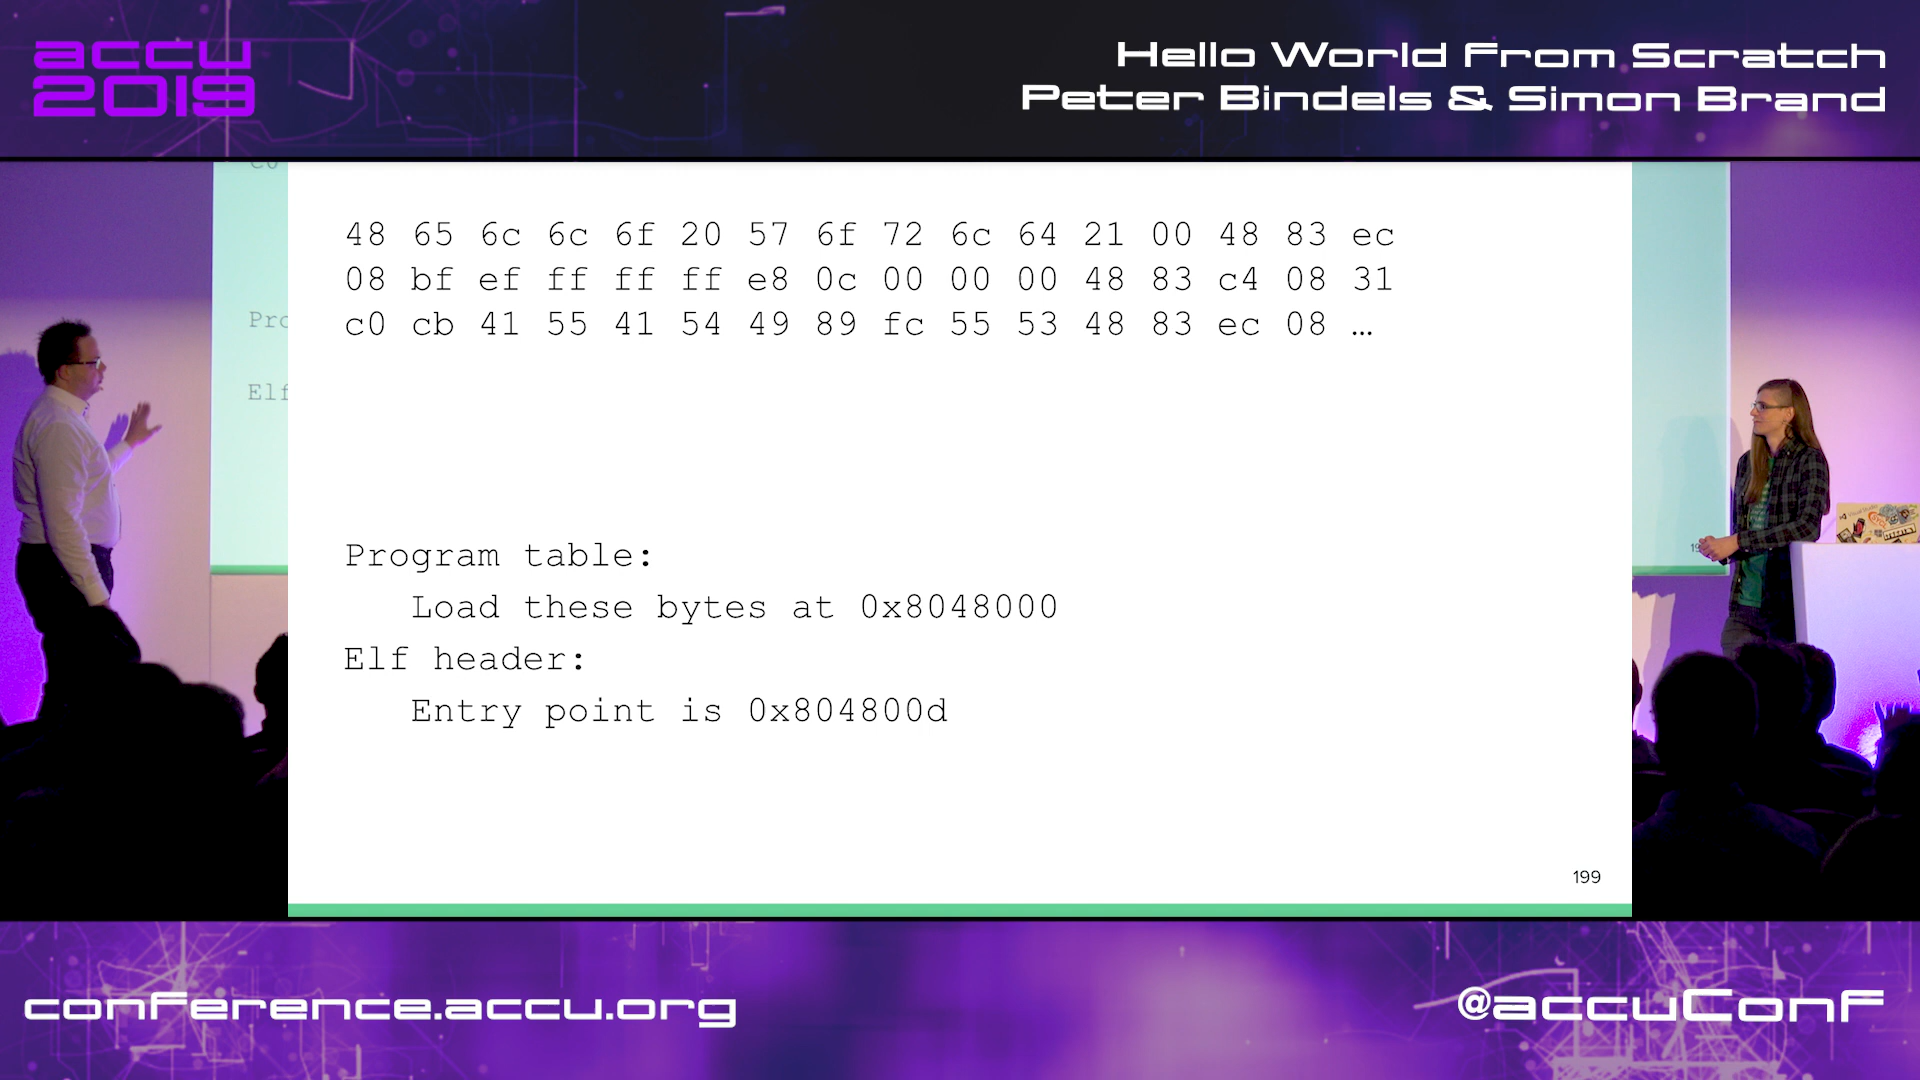 accu
2019
Hello World From Scratch
Peter Bindels & Simon Brand
48 65 6c 6c 6f 20 57 6f 72 6c 64 21 00 48 83 ec
08 bf ef ff ff ff e8 0c 00 00 00 48 83 c4 08 31
c0 cb 41 55 41 54 49 89 fc 55 53 48 83 ec 08 …
Program table:
Load these bytes at 0x8048000
Elf header:
Entry point is 0x804800d
199
c0
Pro
Elf
conference.accu.org
@accuConf